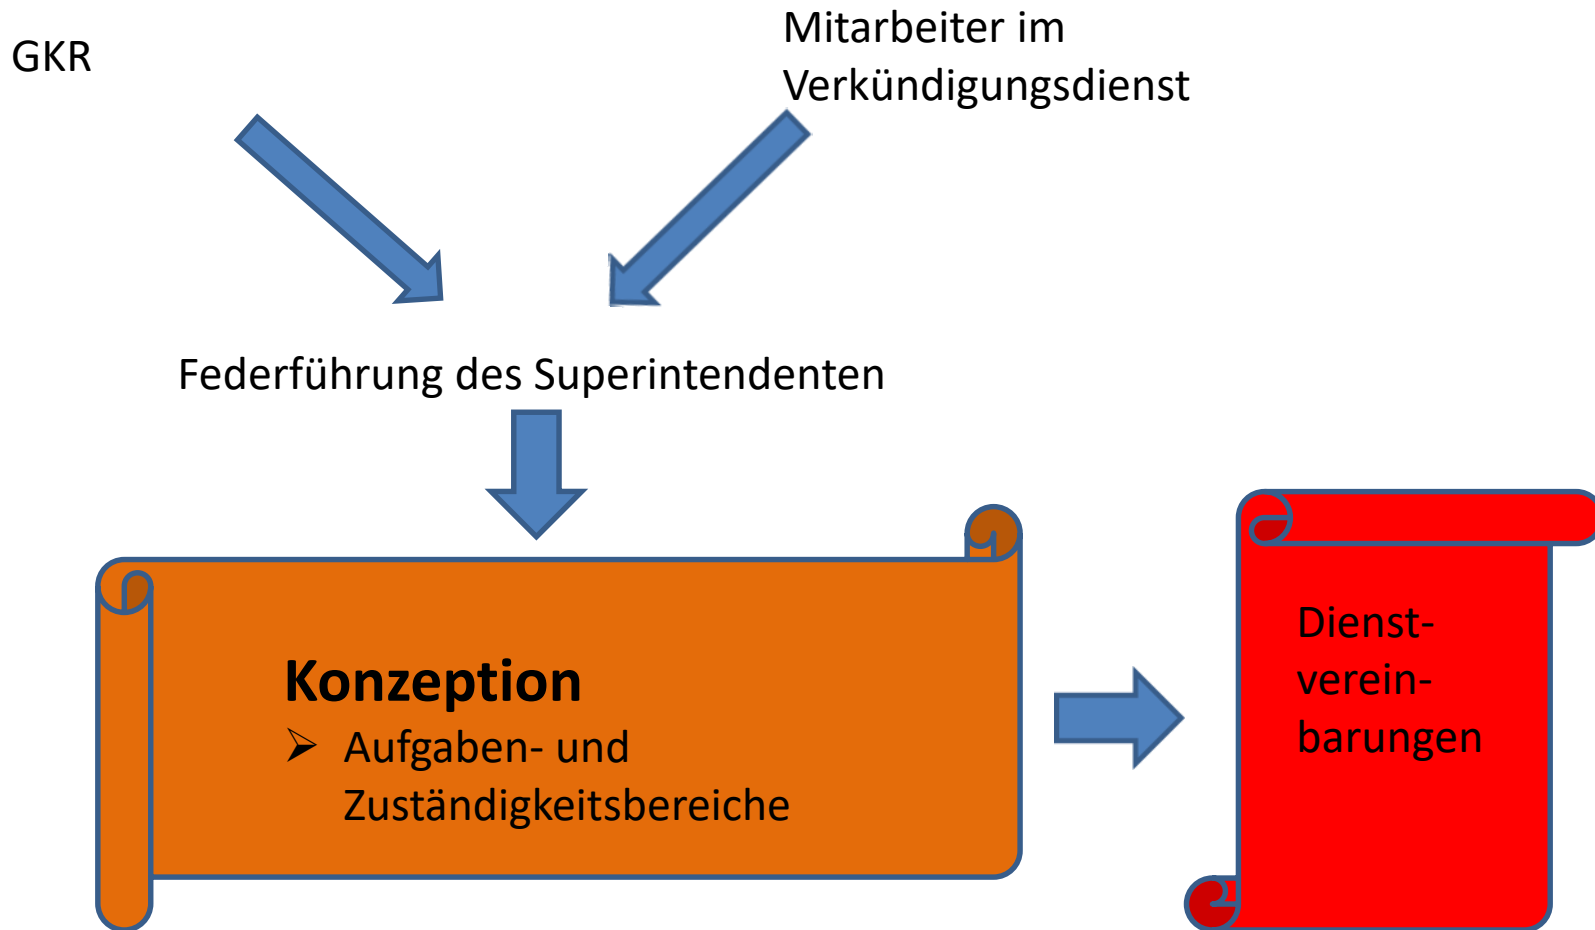 GKR
Mitarbeiter im
Verkündigungsdienst
Federführung des Superintendenten
Konzeption
➢ Aufgaben- und
Zuständigkeitsbereiche
Dienst-
verein-
barungen